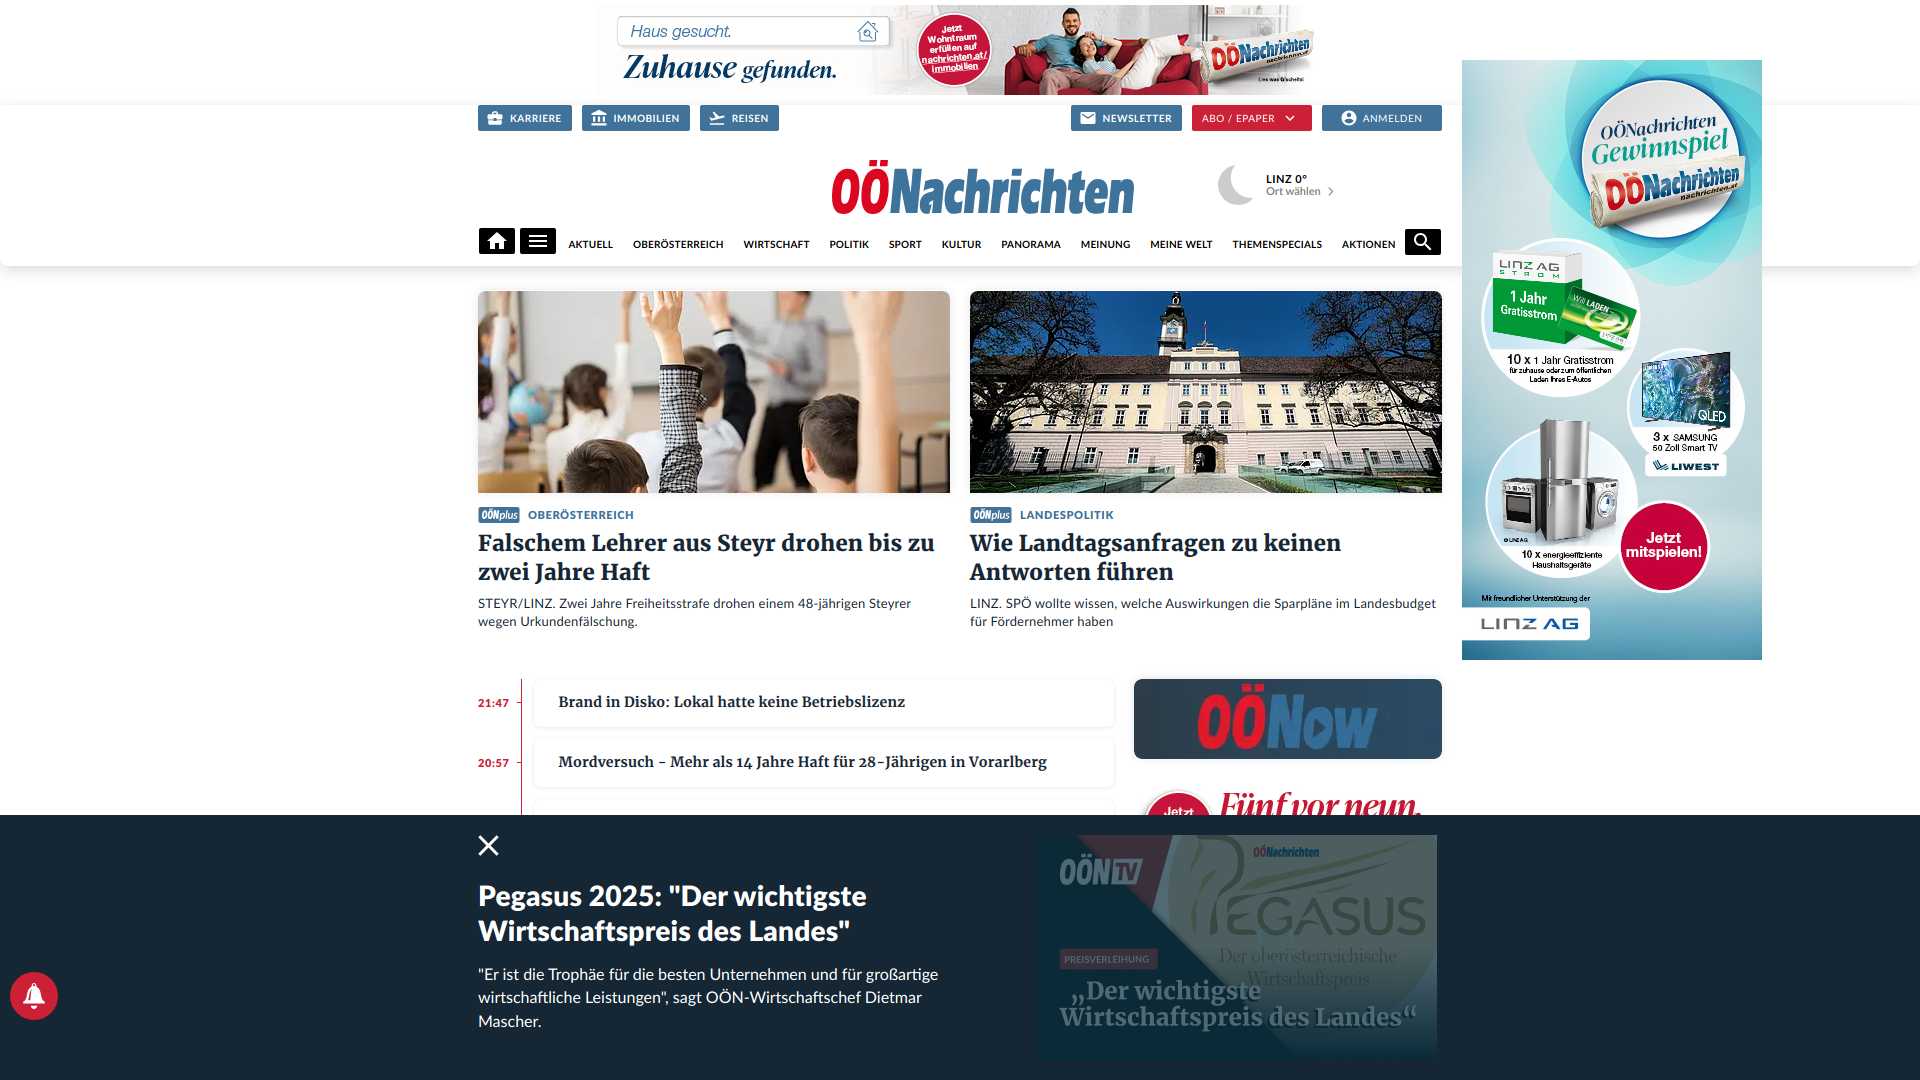 Haus gesucht.
Zuhause gefunden.
Jetzt
Wohntraum
erfüllen auf
nachrichten.at/
immobilien
OÖNachrichten
Lies was G'scheits!
KARRIERE
IMMOBILIEN
REISEN
NEWSLETTER
ABO / EPAPER
ANMELDEN
OÖNachrichten
LINZ 0°
Ort wählen
AKTUELL
OBERÖSTERREICH
WIRTSCHAFT
POLITIK
SPORT
KULTUR
PANORAMA
MEINUNG
MEINE WELT
THEMENSPECIALS
AKTIONEN
OÖNplus OBERÖSTERREICH
Falschem Lehrer aus Steyr drohen bis zu
zwei Jahre Haft
STEYR/LINZ. Zwei Jahre Freiheitsstrafe drohen einem 48-jährigen Steyrer
wegen Urkundenfälschung.
OÖNplus LANDESPOLITIK
Wie Landtagsanfragen zu keinen
Antworten führen
LINZ. SPÖ wollte wissen, welche Auswirkungen die Sparpläne im Landesbudget
für Fördernehmer haben
OÖNachrichten
Gewinnspiel
OÖNachrichten
nachrichten.at
LINZ AG
STROM
1 Jahr
Gratisstrom
Will LADEN
10 x 1 Jahr Gratisstrom
für zuhause oder zum öffentlichen
Laden Ihres E-Autos
QLED
3 x SAMSUNG
50 Zoll Smart TV
LIWEST
© LINZ AG
10 x energieeffiziente
Haushaltsgeräte
Jetzt
mitspielen!
Mit freundlicher Unterstützung der
LINZ AG
21:47
Brand in Disko: Lokal hatte keine Betriebslizenz
20:57
Mordversuch - Mehr als 14 Jahre Haft für 28-Jährigen in Vorarlberg
OÖNow
Jetzt
Fünf vor neun.
Pegasus 2025: "Der wichtigste
Wirtschaftspreis des Landes"
"Er ist die Trophäe für die besten Unternehmen und für großartige
wirtschaftliche Leistungen", sagt OÖN-Wirtschaftschef Dietmar
Mascher.
OÖN TV
OÖNachrichten
PEGASUS
Der oberösterreichische
Wirtschaftspreis
PREISVERLEIHUNG
„Der wichtigste
Wirtschaftspreis des Landes“